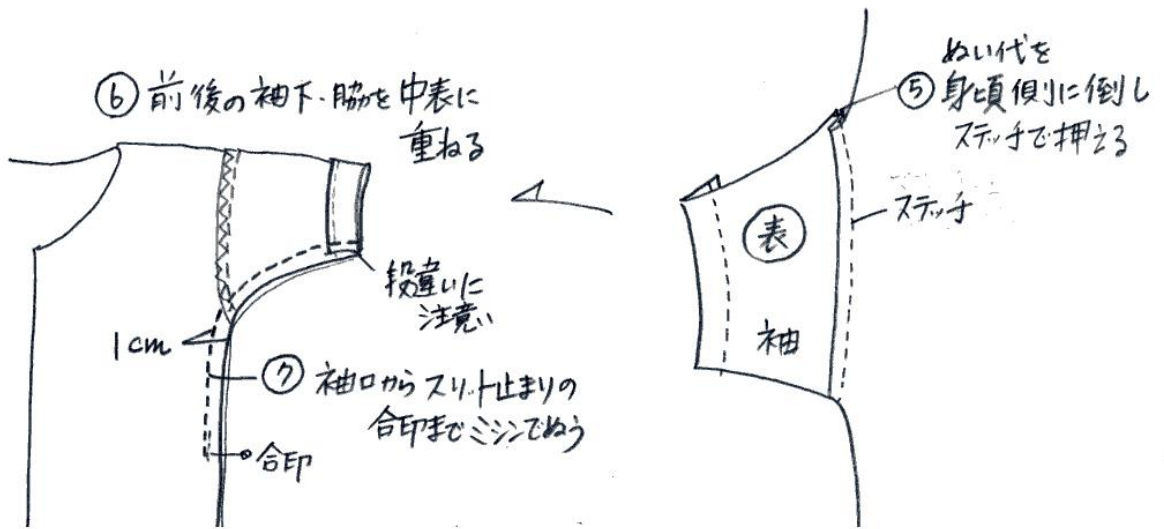 ぬい代を
⑤ 身頃側に倒し
ステッチで押える
ステッチ
表
袖
⑥ 前後の袖下・脇を中表に
重ねる
段違いに
注意
1cm
⑦ 袖口からスリット止まりの
合印までミシンでぬう
合印